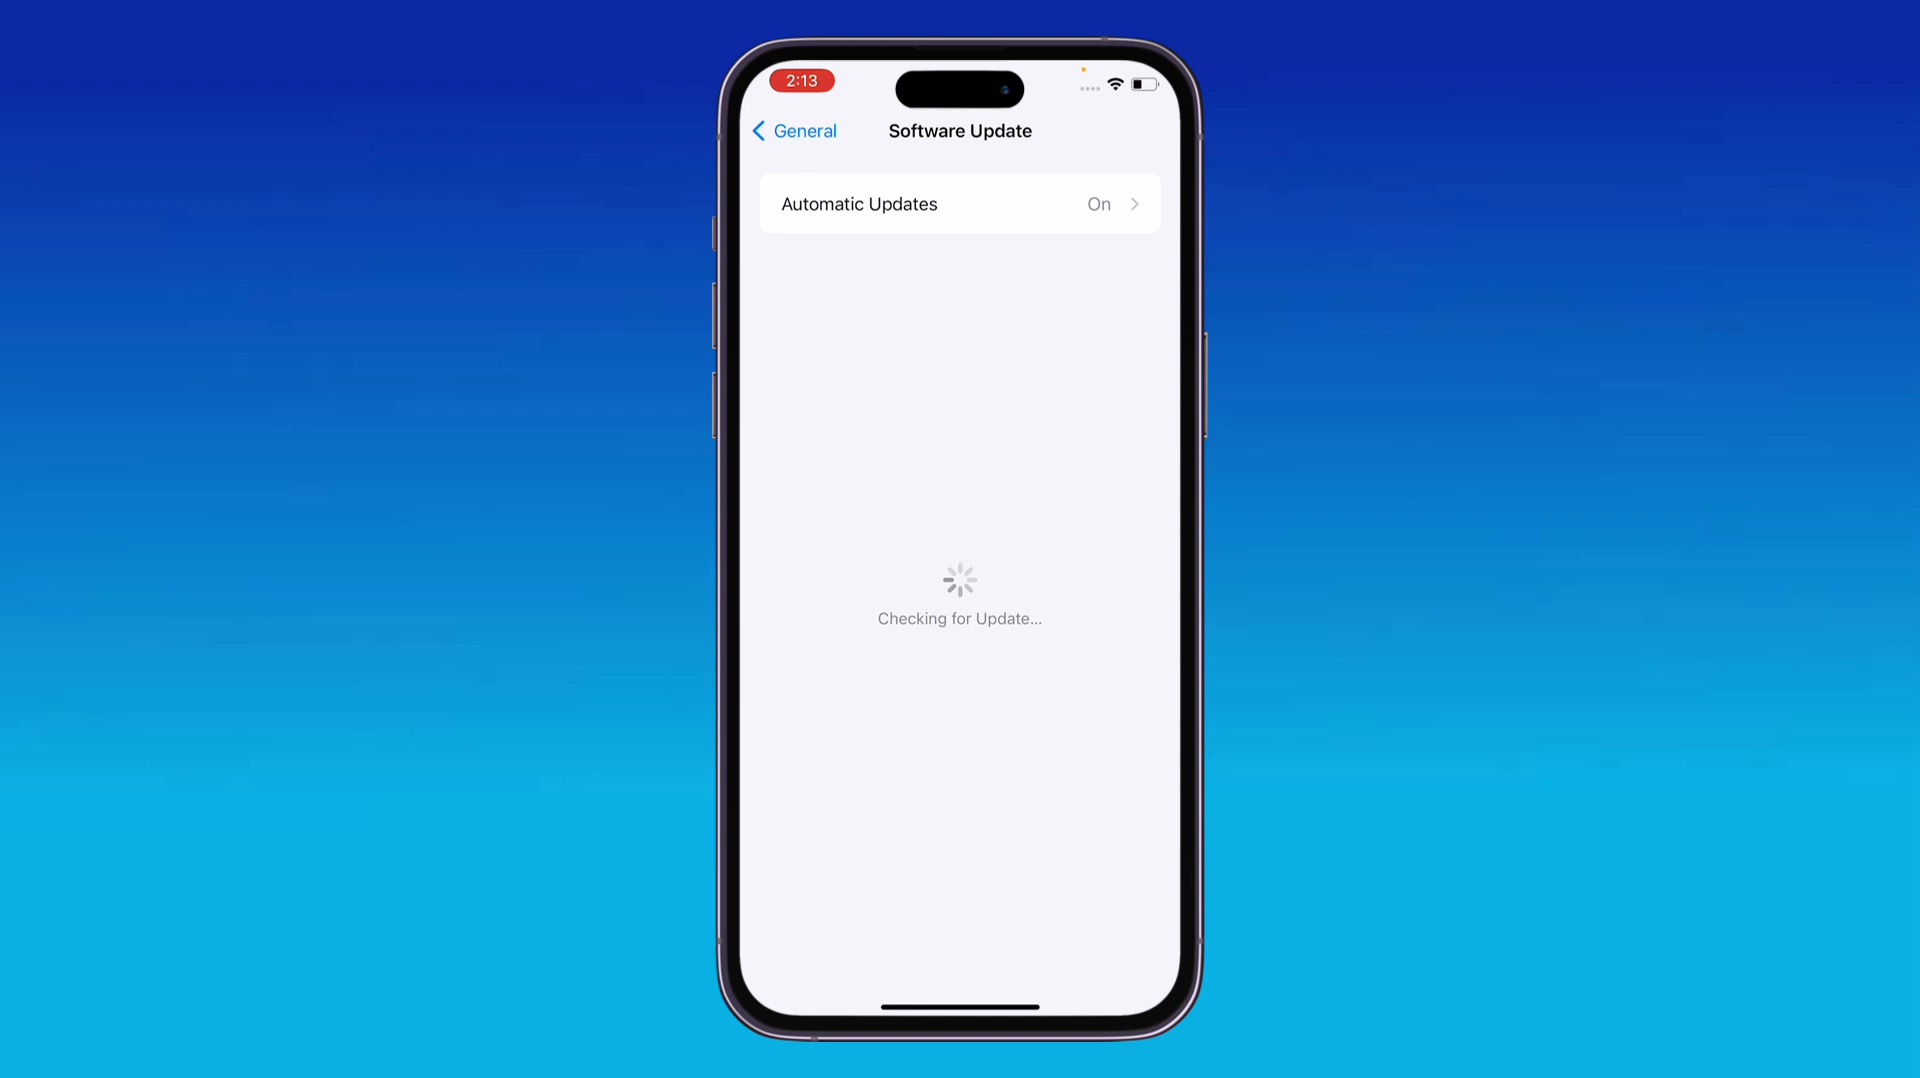 2:13
General
Software Update
Automatic Updates On
Checking for Update...